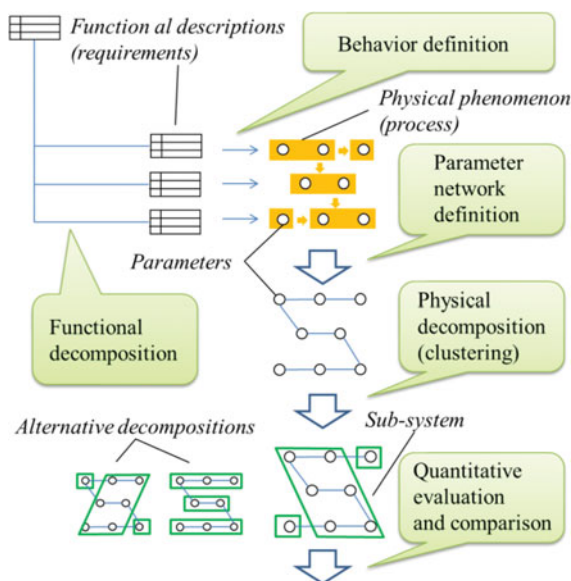 Function al descriptions
(requirements)
Behavior definition
Physical phenomenon
(process)
Parameter
network
definition
Parameters
Functional
decomposition
Physical
decomposition
(clustering)
Alternative decompositions
Sub-system
Quantitative
evaluation
and comparison